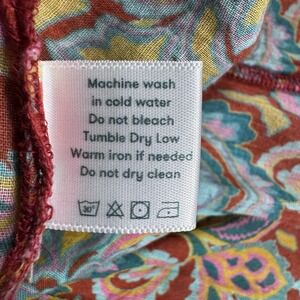 Machine wash
in cold water
Do not bleach
Tumble Dry Low
Warm iron if needed
Do not dry clean
30°